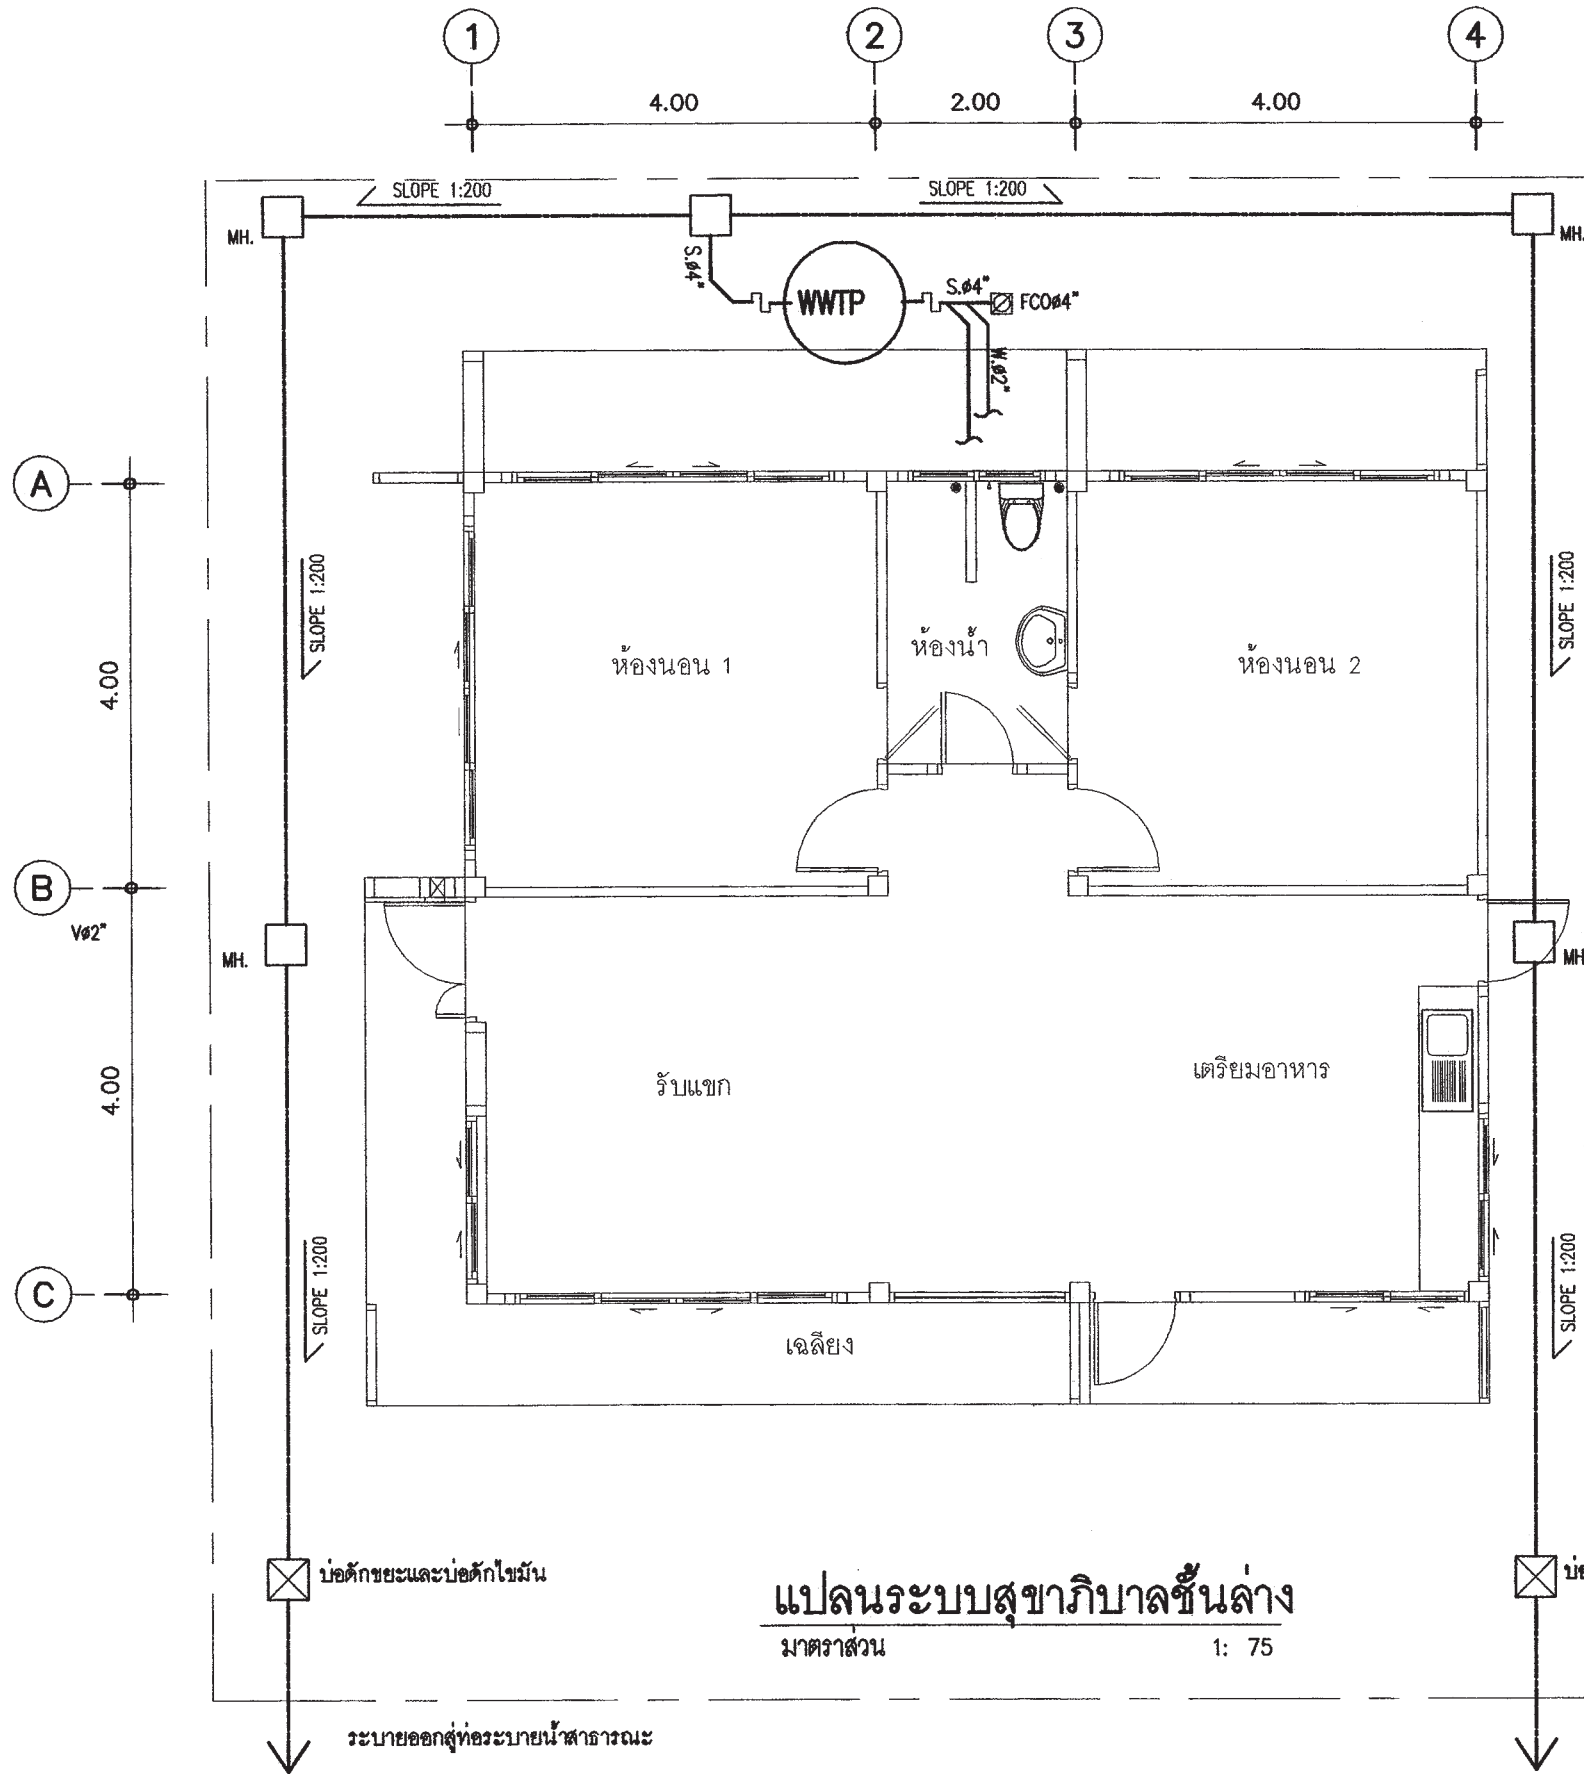 1
2
3
4
4.00
2.00
4.00
SLOPE 1:200
SLOPE 1:200
MH.
MH.
S.ø4"
WWTP
S.ø4"
FCOø4"
W.ø2"
A
SLOPE 1:200
SLOPE 1:200
ห้องนอน 1
ห้องน้ำ
ห้องนอน 2
4.00
B
Vø2"
MH.
MH
4.00
รับแขก
เตรียมอาหาร
SLOPE 1:200
SLOPE 1:200
C
เฉลียง
บ่อดักขยะและบ่อดักไขมัน
แปลนระบบสุขาภิบาลชั้นล่าง
มาตราส่วน 1: 75
ระบายออกสู่ท่อระบายน้ำสาธารณะ